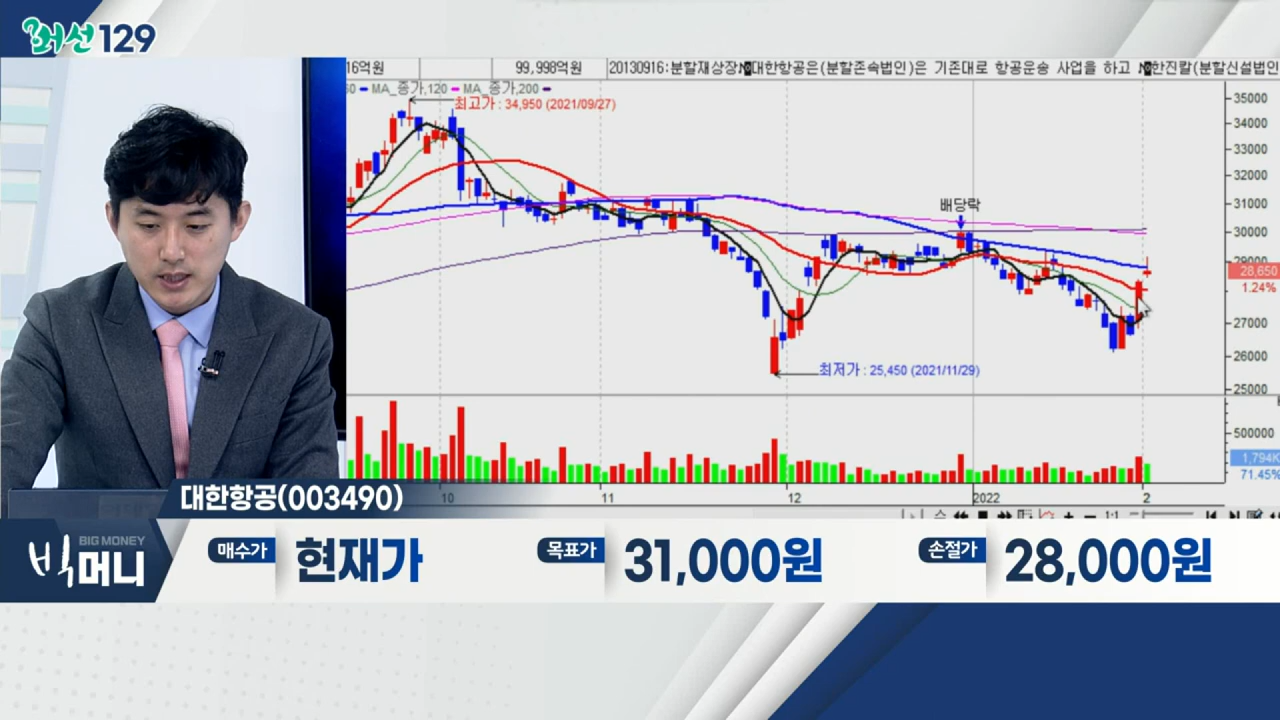 머선129
16억원 99,998억원 20130916:분할재상장 대한항공은(분할존속법인)은 기존대로 항공운송 사업을 하고 한진칼(분할신설법인
60 MA_종가,120 MA_종가,200
최고가 : 34,950 (2021/09/27)
35000
34000
33000
32000
31000
배당락
30000
29000
28,650
1.24%
27000
26000
최저가 : 25,450 (2021/11/29)
25000
500000
1,794K
71.45%
10 11 12 2022 2
1:1
대한항공(003490)
BIG MONEY
빅머니
매수가 현재가 목표가 31,000원 손절가 28,000원